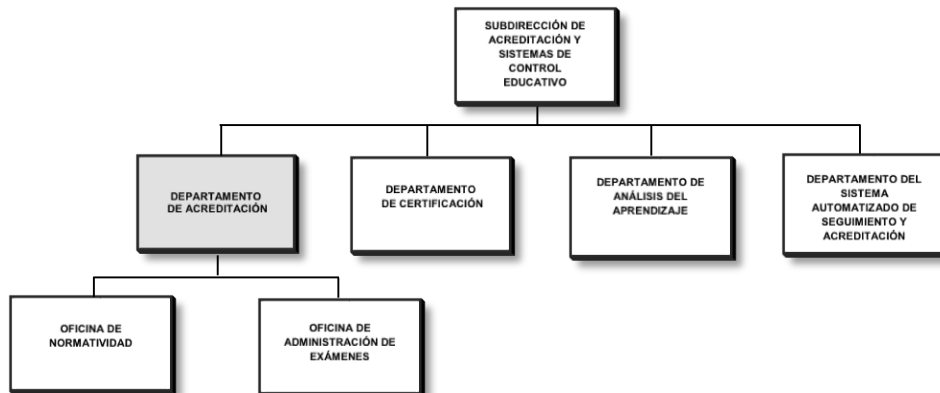 SUBDIRECCIÓN DE
ACREDITACIÓN Y
SISTEMAS DE
CONTROL
EDUCATIVO
DEPARTAMENTO
DE ACREDITACIÓN
DEPARTAMENTO
DE CERTIFICACIÓN
DEPARTAMENTO DE
ANÁLISIS DEL
APRENDIZAJE
DEPARTAMENTO DEL
SISTEMA
AUTOMATIZADO DE
SEGUIMIENTO Y
ACREDITACIÓN
OFICINA DE
NORMATIVIDAD
OFICINA DE
ADMINISTRACIÓN DE
EXÁMENES